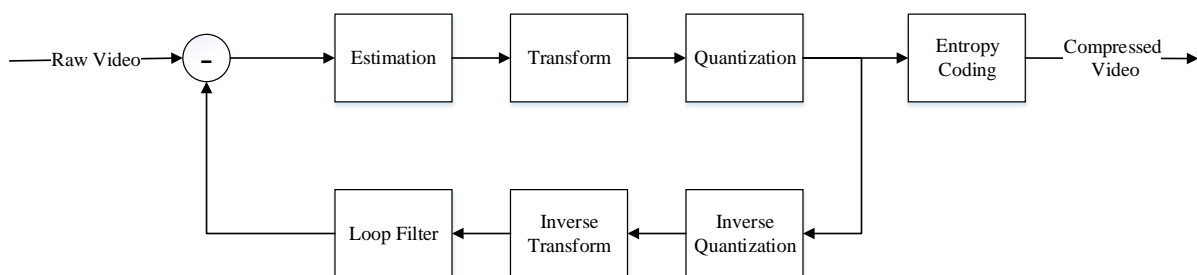 Raw Video
-
Estimation
Transform
Quantization
Entropy
Coding
Compressed
Video
Loop Filter
Inverse
Transform
Inverse
Quantization